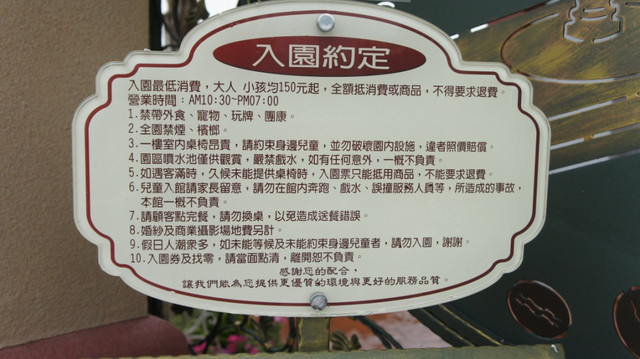 入園約定
入園最低消費，大人 小孩均150元起，全額抵消費或商品，不得要求退費。
營業時間：AM10:30~PM07:00
1.禁帶外食、寵物、玩牌、團康。
2.全園禁煙、檳榔。
3.一樓室內桌椅昂貴，請約束身邊兒童，並勿破壞園內設施，違者照價賠償。
4.園區噴水池僅供觀賞，嚴禁戲水，如有任何意外，一概不負責。
5.如遇客滿時，久候未能提供桌椅時，入園票只能抵用商品，不能要求退費。
6.兒童入館請家長留意，請勿在館內奔跑、戲水、誤撞服務人員等，所造成的事故，
本館一概不負責。
7.請顧客點完餐，請勿換桌，以免造成送餐錯誤。
8.婚紗及商業攝影場地費另計。
9.假日人潮衆多，如未能等候及未能約束身邊兒童者，請勿入園，謝謝。
10.入園券及找零，請當面點清，離開恕不負責。
感謝您的配合，
讓我們能為您提供更優質的環境與更好的服務品質。